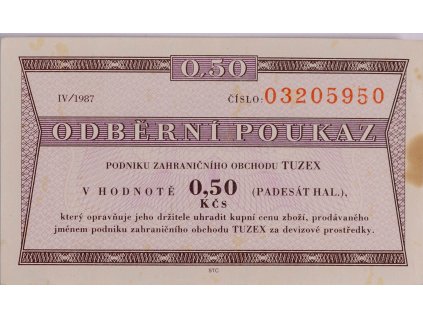 0,50
IV/1987 ČÍSLO: 03205950
ODBĚRNÍ POUKAZ
PODNIKU ZAHRANIČNÍHO OBCHODU TUZEX
V HODNOTĚ 0,50 (PADESÁT HAL.),
KČS
který opravňuje jeho držitele uhradit kupní cenu zboží, prodávaného
jménem podniku zahraničního obchodu TUZEX za devizové prostředky.
STC